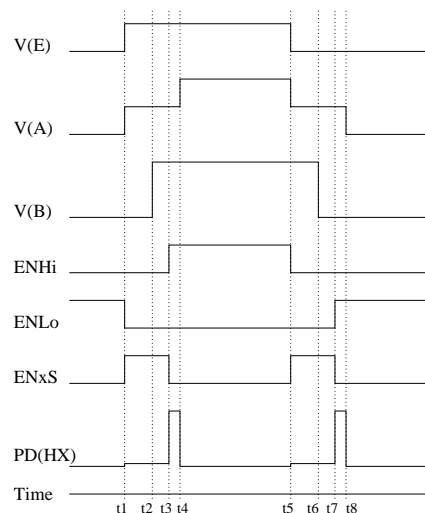 V(E)
V(A)
V(B)
ENHi
ENLo
ENxS
PD(HX)
Time
t1 t2 t3 t4 t5 t6 t7 t8